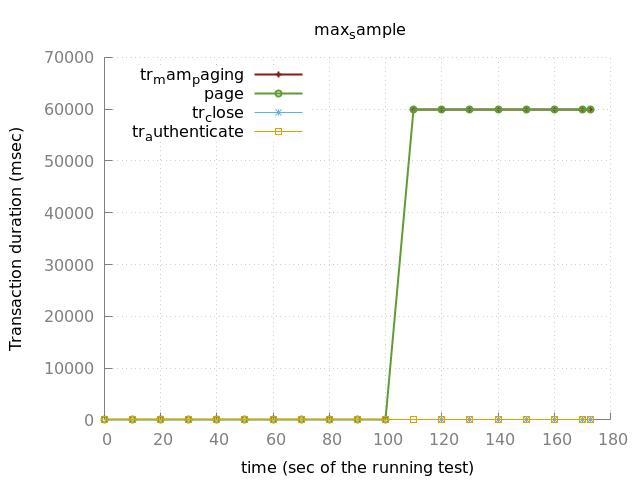 max_sample
70000
60000
50000
40000
30000
20000
10000
0
tr_mam_paging
page
tr_close
tr_authenticate
Transaction duration (msec)
0 20 40 60 80 100 120 140 160 180
time (sec of the running test)